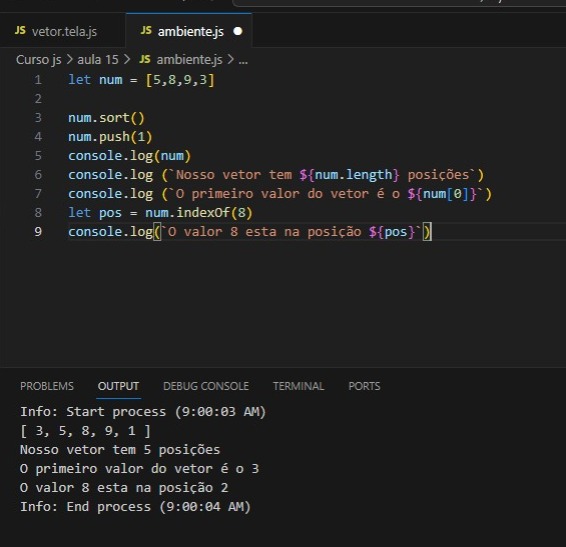 JS vetor.tela.js JS ambiente.js ●
Curso js > aula 15 > JS ambiente.js > ...
1 let num = [5,8,9,3]
2
3 num.sort()
4 num.push(1)
5 console.log(num)
6 console.log (`Nosso vetor tem ${num.length} posições`)
7 console.log (`O primeiro valor do vetor é o ${num[0]}`)
8 let pos = num.indexOf(8)
9 console.log(`O valor 8 esta na posição ${pos}`)
PROBLEMS OUTPUT DEBUG CONSOLE TERMINAL PORTS
Info: Start process (9:00:03 AM)
[ 3, 5, 8, 9, 1 ]
Nosso vetor tem 5 posições
O primeiro valor do vetor é o 3
O valor 8 esta na posição 2
Info: End process (9:00:04 AM)